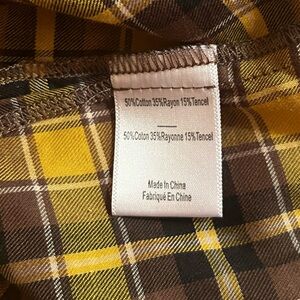 50%Cotton 35%Rayon 15%Tencel
50%Coton 35%Rayonne 15%Tencel
Made In China
Fabriqué En Chine